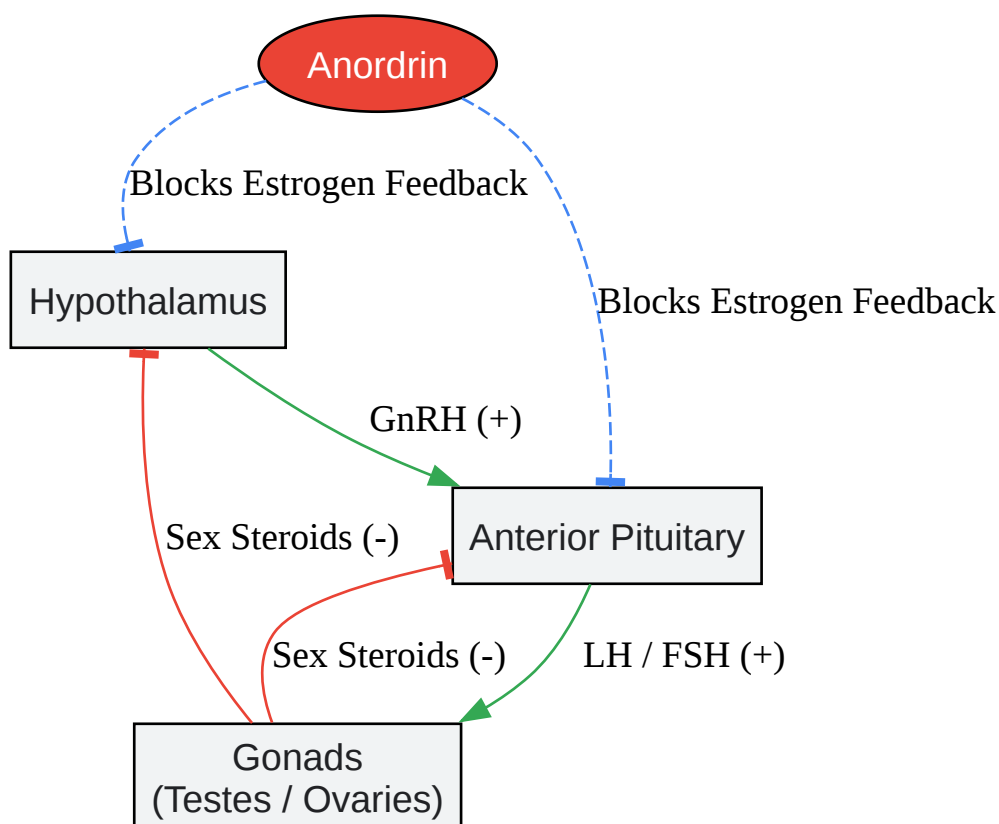 Anordrin
Blocks Estrogen Feedback
Hypothalamus
Blocks Estrogen Feedback
GnRH (+)
Sex Steroids (-)
Anterior Pituitary
Sex Steroids (-)
LH / FSH (+)
Gonads
(Testes / Ovaries)